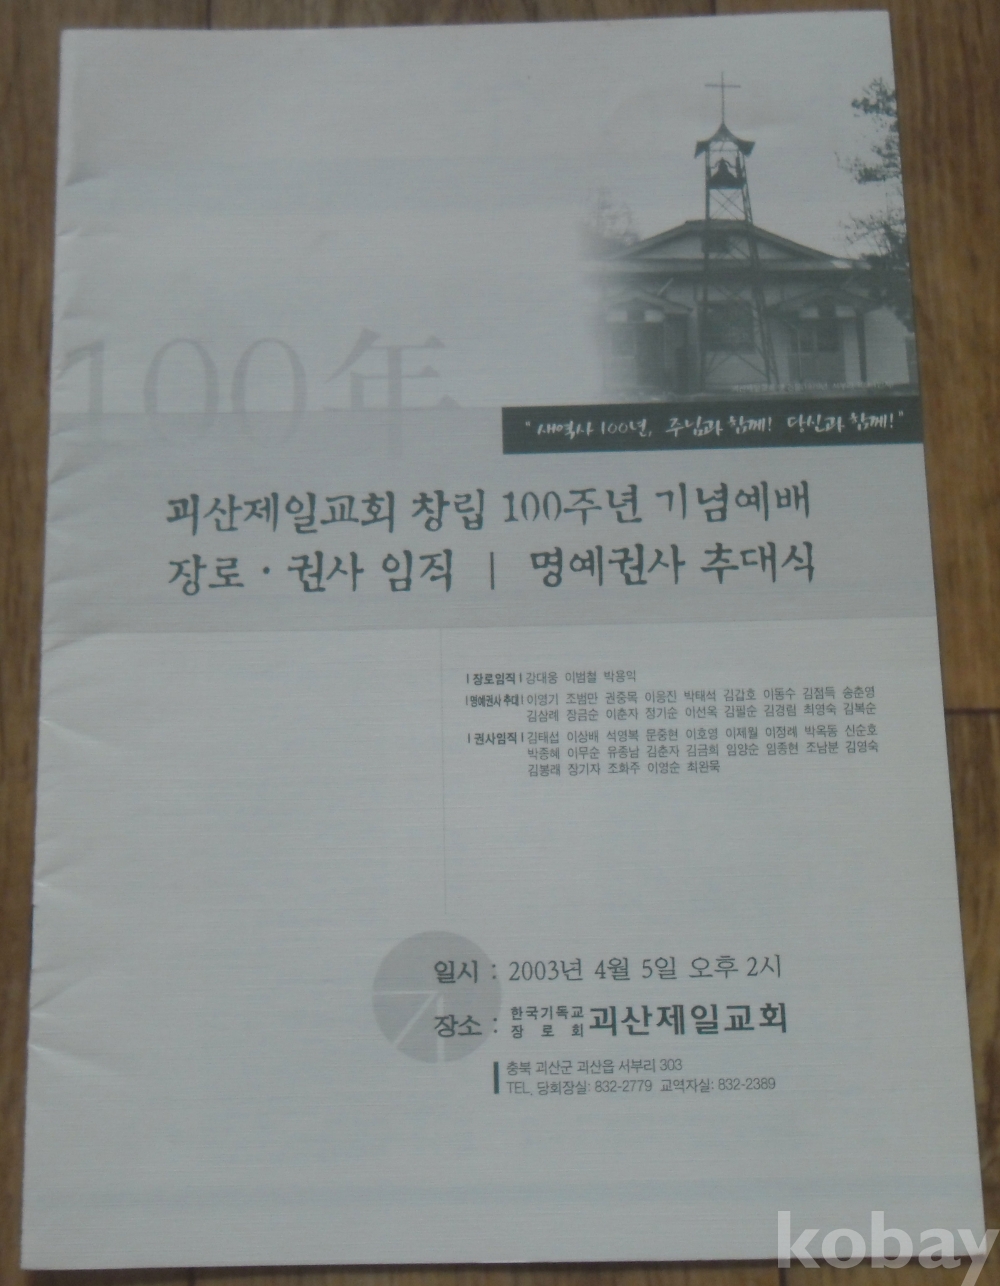 100年
" 새역사 100년, 주님과 함께! 당신과 함께! "
괴산제일교회 창립 100주년 기념예배
장로 · 권사 임직 | 명예권사 추대식
I 장로임직 I 강대웅 이범철 박용익
I 명예권사 추대 I 이영기 조범만 권중목 이응진 박태석 김갑호 이동수 김점득 송춘영
김삼례 장금순 이춘자 정기순 이선옥 김필순 김경림 최영숙 김복순
I 권사임직 I 김태섭 이상배 석영복 문중현 이호영 이제월 이정례 박옥동 신순호
박종혜 이무순 유종남 김춘자 김금희 임양순 임종현 조남분 김영숙
김봉래 장기자 조화주 이영순 최완묵
일시 : 2003년 4월 5일 오후 2시
장소 : 한국기독교 장로회 괴산제일교회
충북 괴산군 괴산읍 서부리 303
TEL. 당회장실: 832-2779 교역자실: 832-2389
kobay